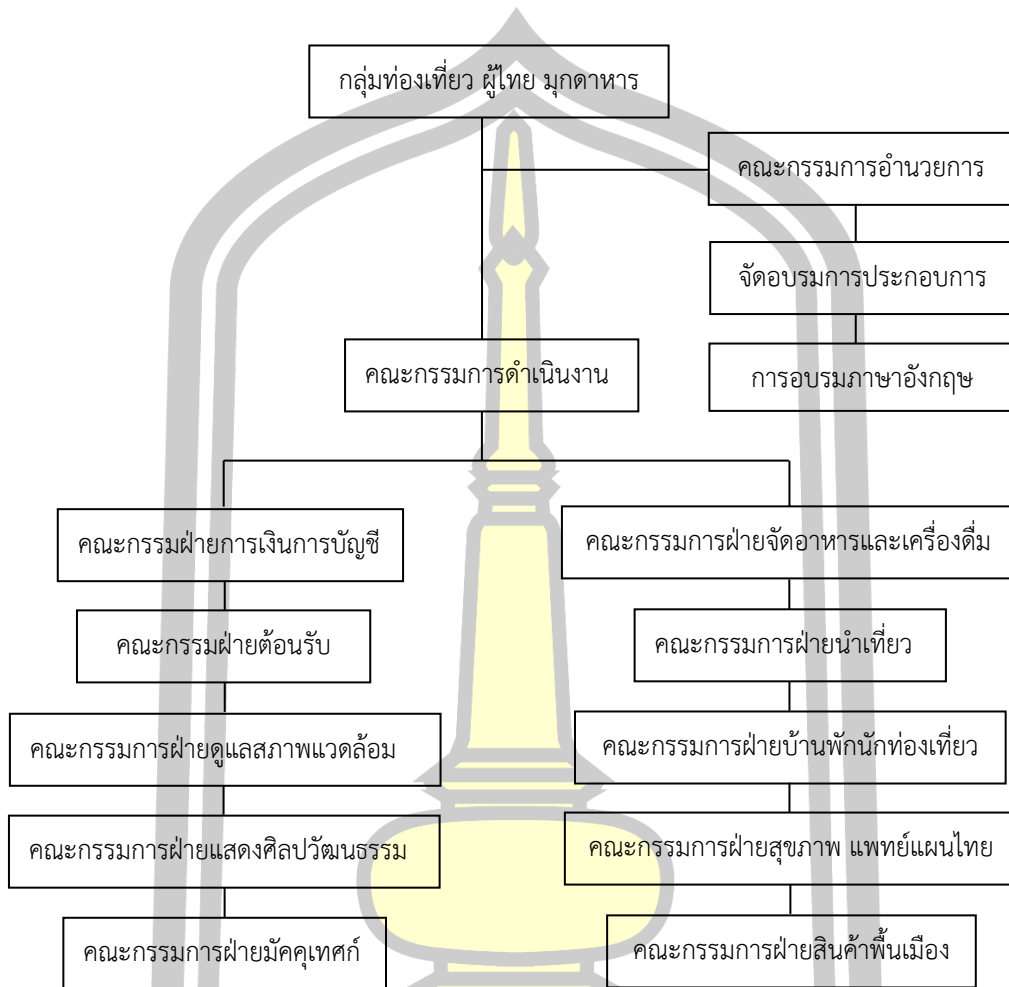 กลุ่มท่องเที่ยว ผู้ไทย มุกดาหาร
คณะกรรมการอำนวยการ
จัดอบรมการประกอบการ
การอบรมภาษาอังกฤษ
คณะกรรมการดำเนินงาน
คณะกรรมฝ่ายการเงินการบัญชี
คณะกรรมฝ่ายต้อนรับ
คณะกรรมการฝ่ายดูแลสภาพแวดล้อม
คณะกรรมการฝ่ายแสดงศิลปวัฒนธรรม
คณะกรรมการฝ่ายมัคคุเทศก์
คณะกรรมการฝ่ายจัดอาหารและเครื่องดื่ม
คณะกรรมการฝ่ายนำเที่ยว
คณะกรรมการฝ่ายบ้านพักนักท่องเที่ยว
คณะกรรมการฝ่ายสุขภาพ แพทย์แผนไทย
คณะกรรมการฝ่ายสินค้าพื้นเมือง